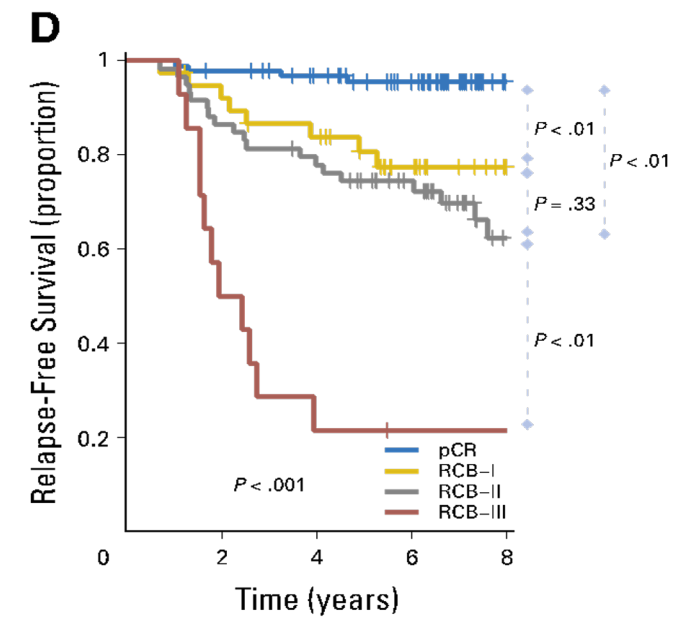 D
Relapse-Free Survival (proportion)
1
0.8
0.6
0.4
0.2
0
2
4
6
8
Time (years)
P < .001
pCR
RCB–I
RCB–II
RCB–III
P < .01
P = .33
P < .01
P < .01